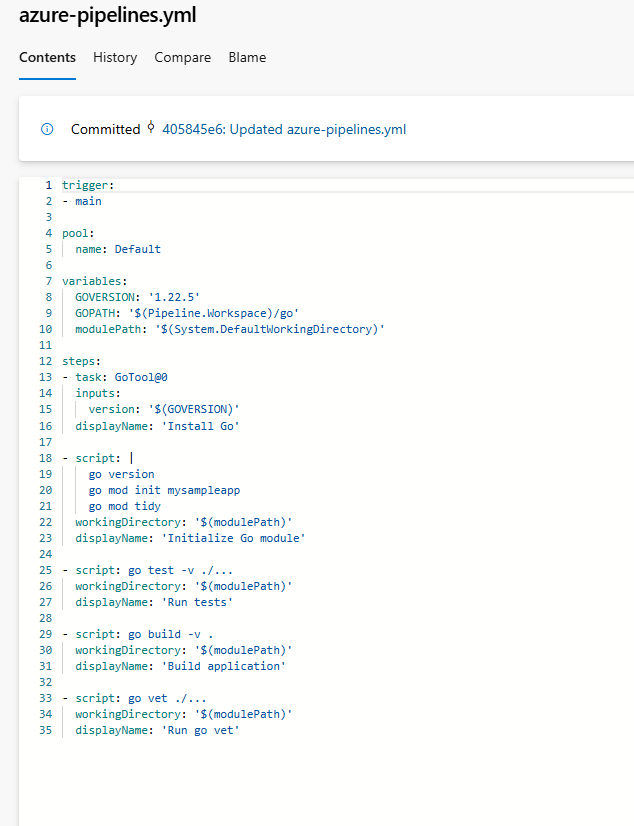 azure-pipelines.yml
Contents History Compare Blame
Committed 405845e6: Updated azure-pipelines.yml
1 trigger:
2 - main
3
4 pool:
5   name: Default
6
7 variables:
8   GOVERSION: '1.22.5'
9   GOPATH: '$(Pipeline.Workspace)/go'
10   modulePath: '$(System.DefaultWorkingDirectory)'
11
12 steps:
13 - task: GoTool@0
14   inputs:
15     version: '$(GOVERSION)'
16   displayName: 'Install Go'
17
18 - script: |
19     go version
20     go mod init mysampleapp
21     go mod tidy
22   workingDirectory: '$(modulePath)'
23   displayName: 'Initialize Go module'
24
25 - script: go test -v ./...
26   workingDirectory: '$(modulePath)'
27   displayName: 'Run tests'
28
29 - script: go build -v .
30   workingDirectory: '$(modulePath)'
31   displayName: 'Build application'
32
33 - script: go vet ./...
34   workingDirectory: '$(modulePath)'
35   displayName: 'Run go vet'